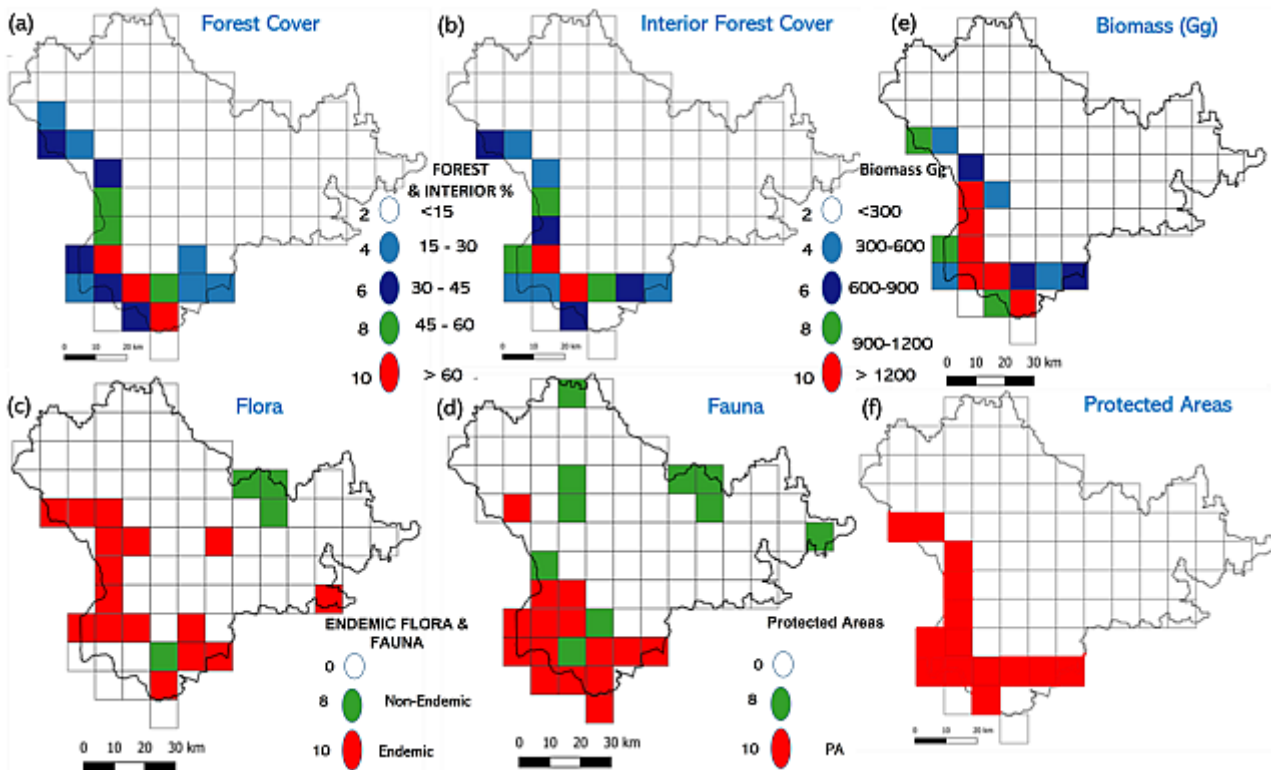 (a) Forest Cover
(b) Interior Forest Cover
(e) Biomass (Gg)
FOREST
& INTERIOR %
2 <15
4 15 - 30
6 30 - 45
8 45 - 60
10 > 60
0 10 20 km
0 10 20 km
Biomass Gg
2 <300
4 300-600
6 600-900
8 900-1200
10 > 1200
0 10 20 30 km
(c) Flora
(d) Fauna
(f) Protected Areas
ENDEMIC FLORA &
FAUNA
0
8 Non-Endemic
10 Endemic
0 10 20 30 km
Protected Areas
0
8
10 PA
0 10 20 30 km
0 10 20 km